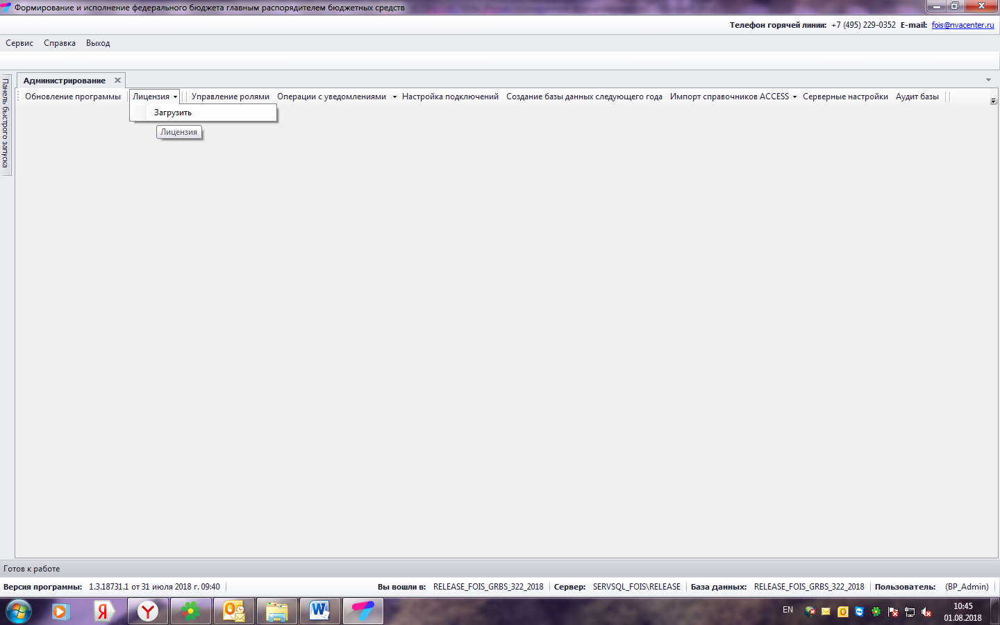 Формирование и исполнение федерального бюджета главным распорядителем бюджетных средств
Телефон горячей линии: +7 (495) 229-0352 E-mail: fois@nvacenter.ru
Сервис Справка Выход
Панель быстрого запуска
Администрирование
Обновление программы Лицензия Управление ролями Операции с уведомлениями Настройка подключений Создание базы данных следующего года Импорт справочников ACCESS Серверные настройки Аудит базы
Загрузить
Лицензия
Готов к работе
Версия программы: 1.3.18731.1 от 31 июля 2018 г. 09:40 Вы вошли в: RELEASE_FOIS_GRBS_322_2018 Сервер: SERVSQL_FOIS\RELEASE База данных: RELEASE_FOIS_GRBS_322_2018 Пользователь: (BP_Admin)
EN
10:45
01.08.2018